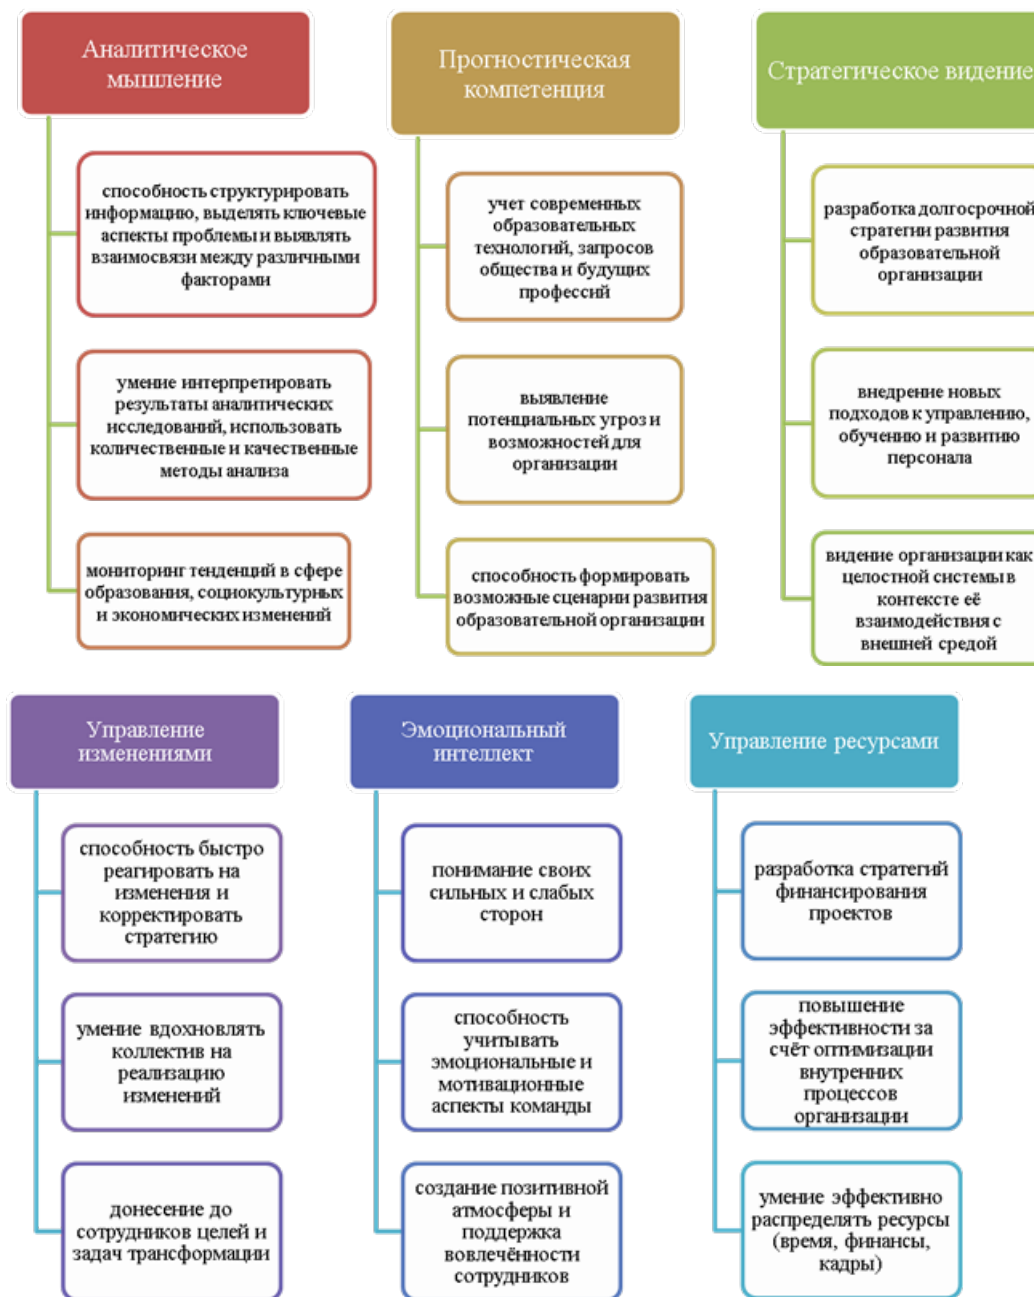 Аналитическое
мышление
способность структурировать
информацию, выделять ключевые
аспекты проблемы и выявлять
взаимосвязи между различными
факторами
умение интерпретировать
результаты аналитических
исследований, использовать
количественные и качественные
методы анализа
мониторинг тенденций в сфере
образования, социокультурных
и экономических изменений
Прогностическая
компетенция
учет современных
образовательных
технологий, запросов
общества и будущих
профессий
выявление
потенциальных угроз и
возможностей для
организации
способность формировать
возможные сценарии развития
образовательной организации
Стратегическое видение
разработка долгосрочной
стратегии развития
образовательной
организации
внедрение новых
подходов к управлению,
обучению и развитию
персонала
видение организации как
целостной системы в
контексте её
взаимодействия с
внешней средой
Управление
изменениями
способность быстро
реагировать на
изменения и
корректировать
стратегию
умение вдохновлять
коллектив на
реализацию
изменений
донесение до
сотрудников целей и
задач трансформации
Эмоциональный
интеллект
понимание своих
сильных и слабых
сторон
способность
учитывать
эмоциональные и
мотивационные
аспекты команды
создание позитивной
атмосферы и
поддержка
вовлечённости
сотрудников
Управление ресурсами
разработка стратегий
финансирования
проектов
повышение
эффективности за
счёт оптимизации
внутренних
процессов
организации
умение эффективно
распределять ресурсы
(время, финансы,
кадры)